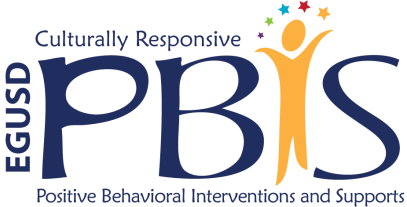 Culturally Responsive
EGUSD
PBIS
Positive Behavioral Interventions and Supports